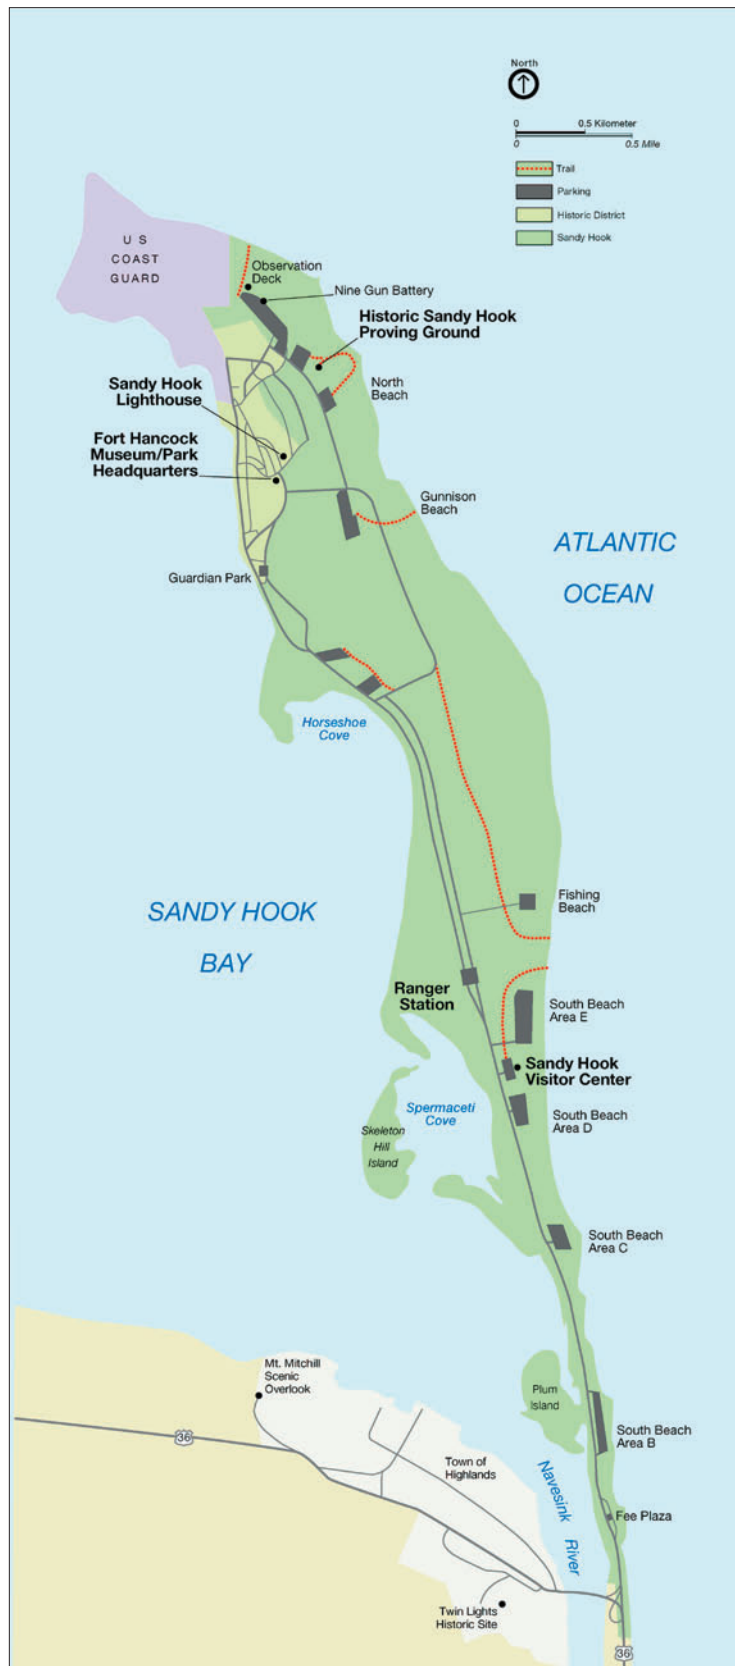 North
0 0.5 Kilometer
0 0.5 Mile
Trail
Parking
Historic District
Sandy Hook
U S
COAST
GUARD
Observation
Deck
Nine Gun Battery
Historic Sandy Hook
Proving Ground
Sandy Hook
Lighthouse
North
Beach
Fort Hancock
Museum/Park
Headquarters
Gunnison
Beach
ATLANTIC
OCEAN
Guardian Park
Horseshoe
Cove
Fishing
Beach
SANDY HOOK
BAY
Ranger
Station
South Beach
Area E
Sandy Hook
Visitor Center
Spermaceti
Cove
South Beach
Area D
Skeleton
Hill
Island
South Beach
Area C
Mt. Mitchill
Scenic
Overlook
Plum
Island
South Beach
Area B
36
Town of
Highlands
Navesink
River
Fee Plaza
Twin Lights
Historic Site
36